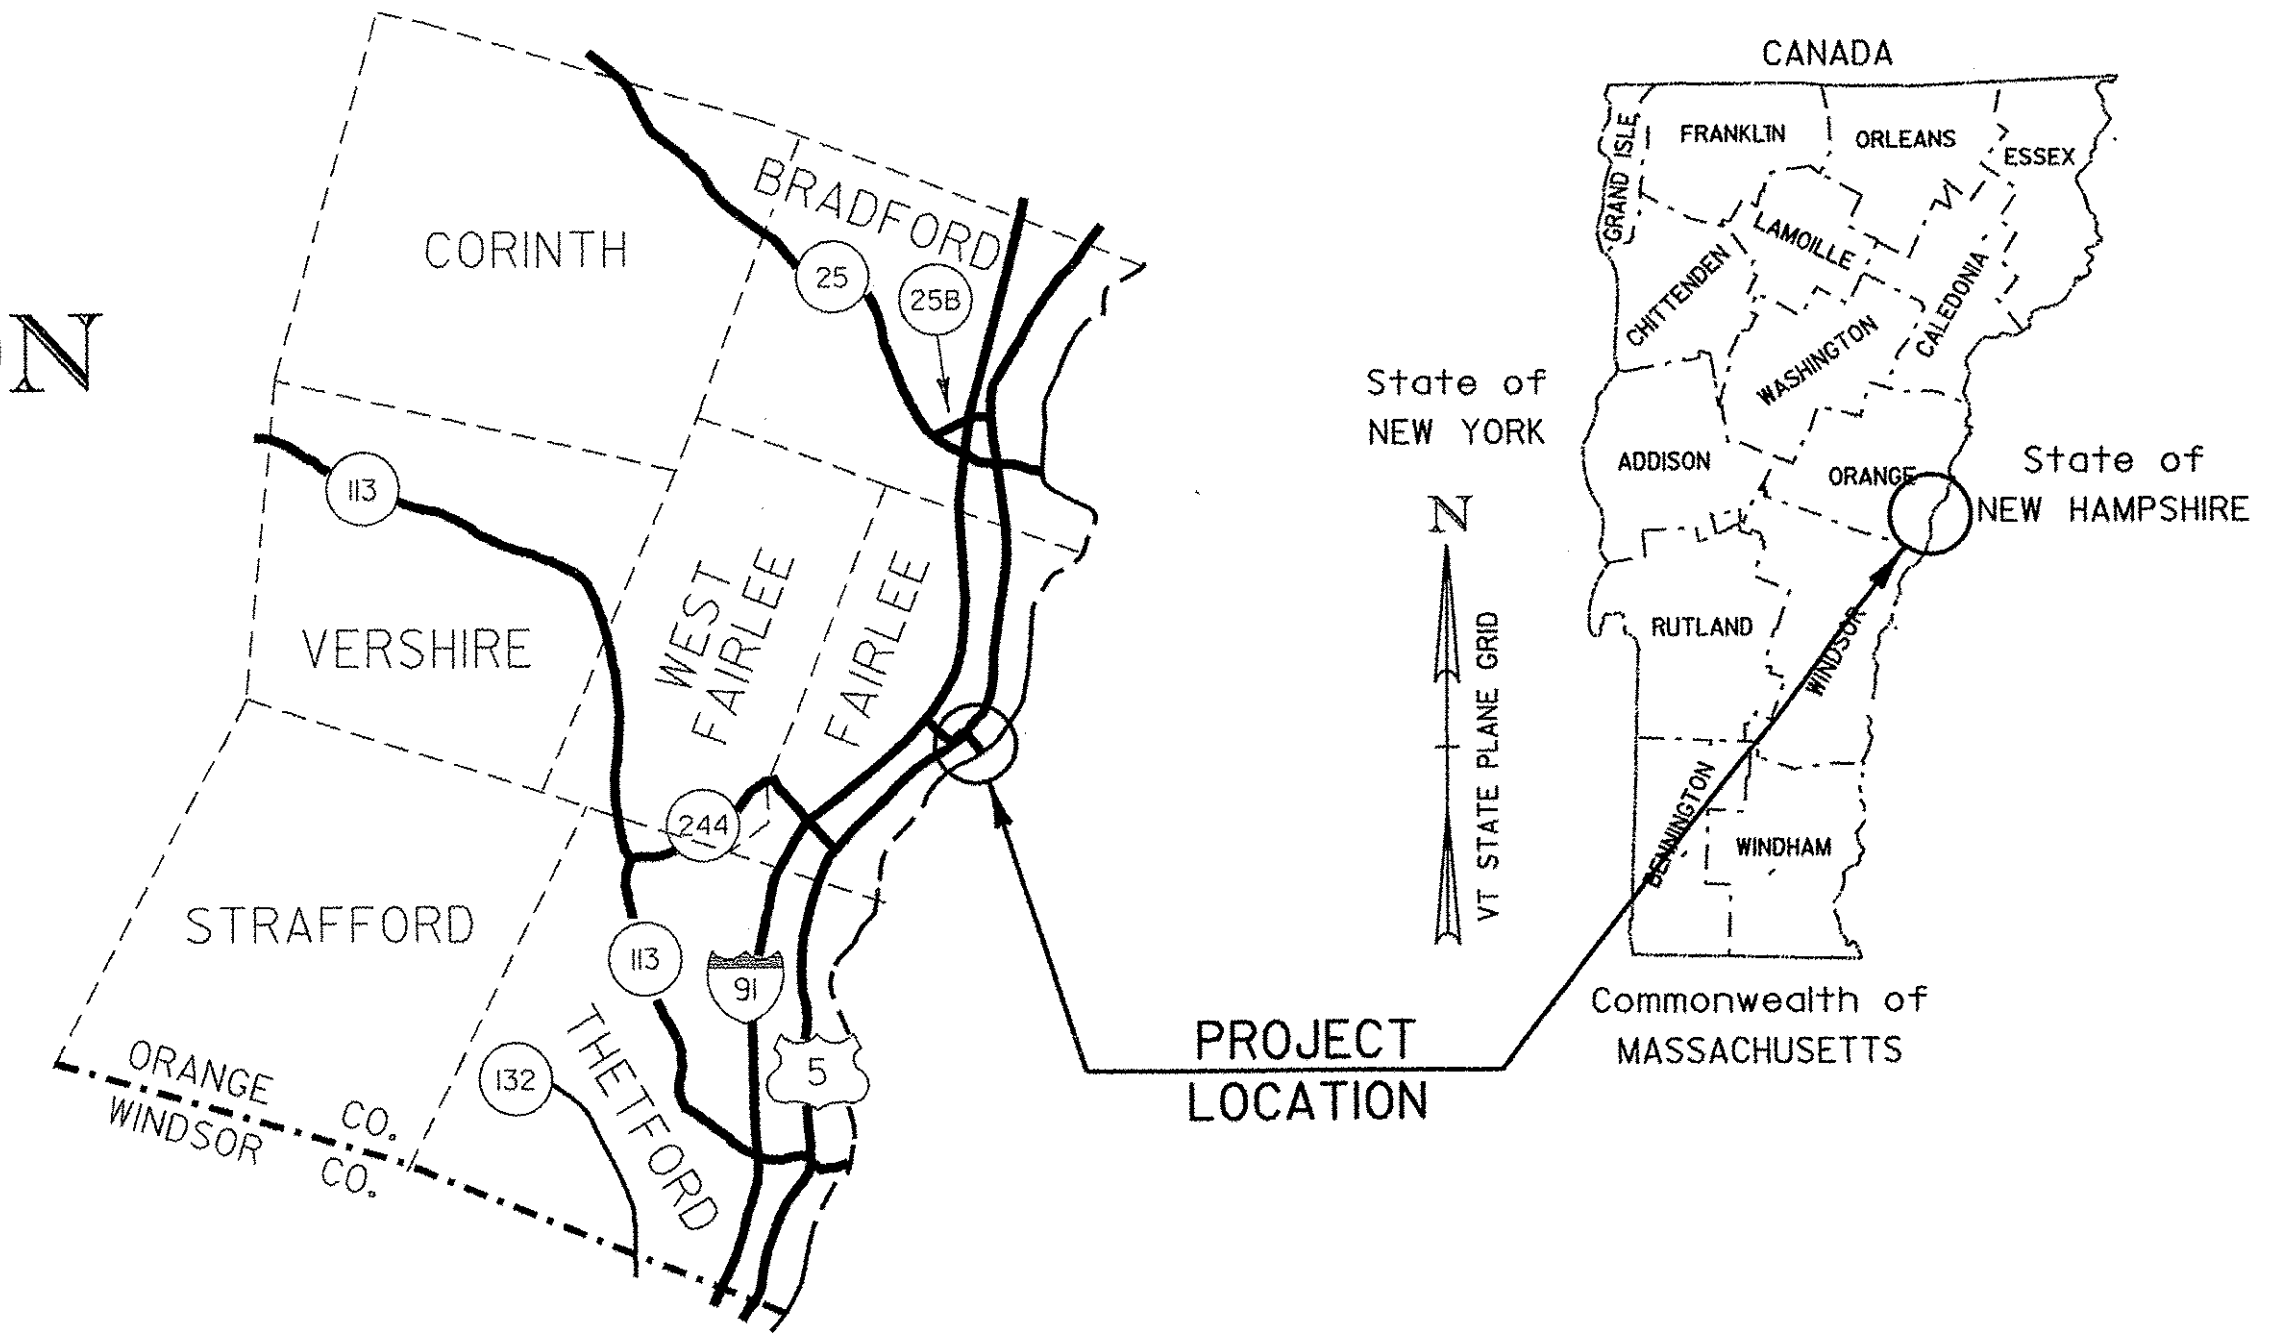 CORINTH
BRADFORD
25
25B
N
113
VERSHIRE
WEST
FAIRLEE
FAIRLEE
244
STRAFFORD
113
91
5
THETFORD
132
ORANGE CO.
WINDSOR CO.
PROJECT
LOCATION
CANADA
GRAND ISLE
FRANKLIN
ORLEANS
ESSEX
LAMOILLE
CHITTENDEN
CALEDONIA
WASHINGTON
State of
NEW YORK
ADDISON
ORANGE
State of
NEW HAMPSHIRE
N
VT STATE PLANE GRID
RUTLAND
WINDSOR
BENNINGTON
WINDHAM
Commonwealth of
MASSACHUSETTS